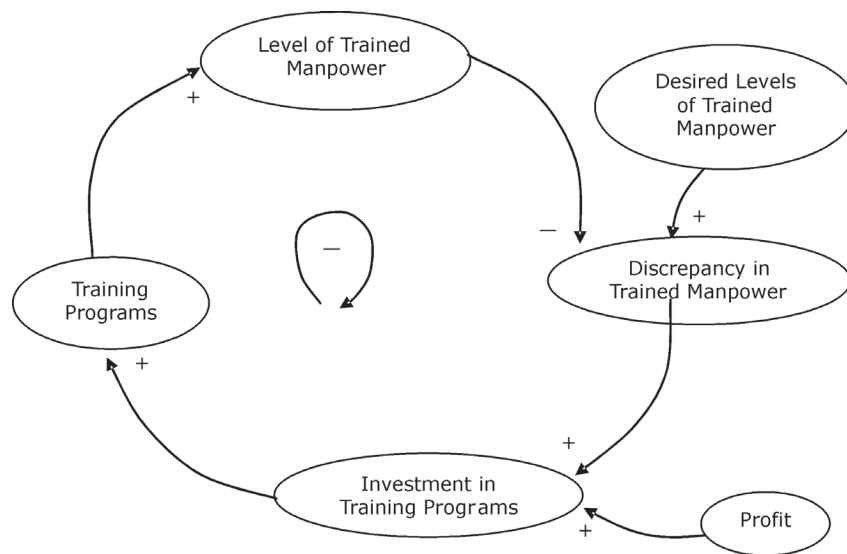 Level of Trained
Manpower
+
Desired Levels
of Trained
Manpower
+
−
−
Discrepancy in
Trained Manpower
Training
Programs
+
+
Investment in
Training Programs
+
Profit